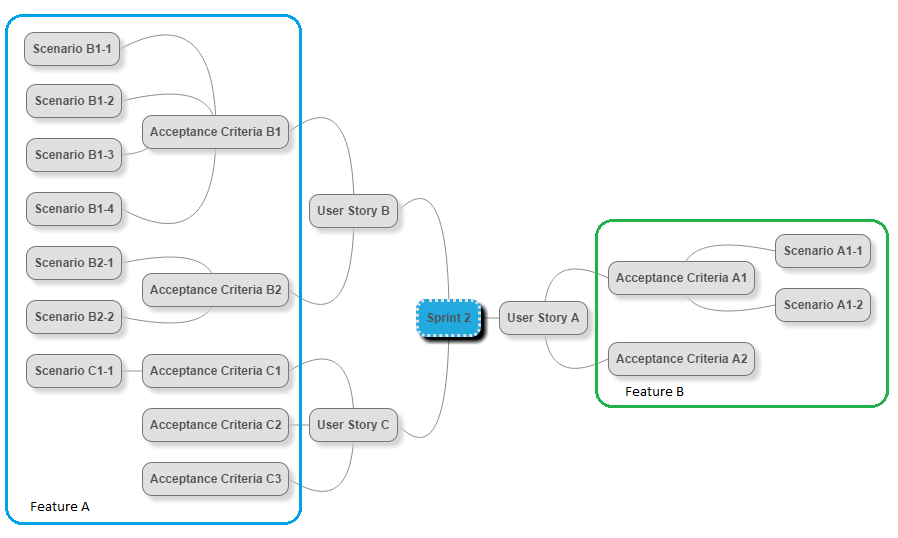 Scenario B1-1
Scenario B1-2
Acceptance Criteria B1
Scenario B1-3
Scenario B1-4
User Story B
Scenario B2-1
Acceptance Criteria B2
Scenario B2-2
Scenario C1-1
Acceptance Criteria C1
Acceptance Criteria C2
User Story C
Acceptance Criteria C3
Feature A
Sprint 2
User Story A
Scenario A1-1
Acceptance Criteria A1
Scenario A1-2
Acceptance Criteria A2
Feature B